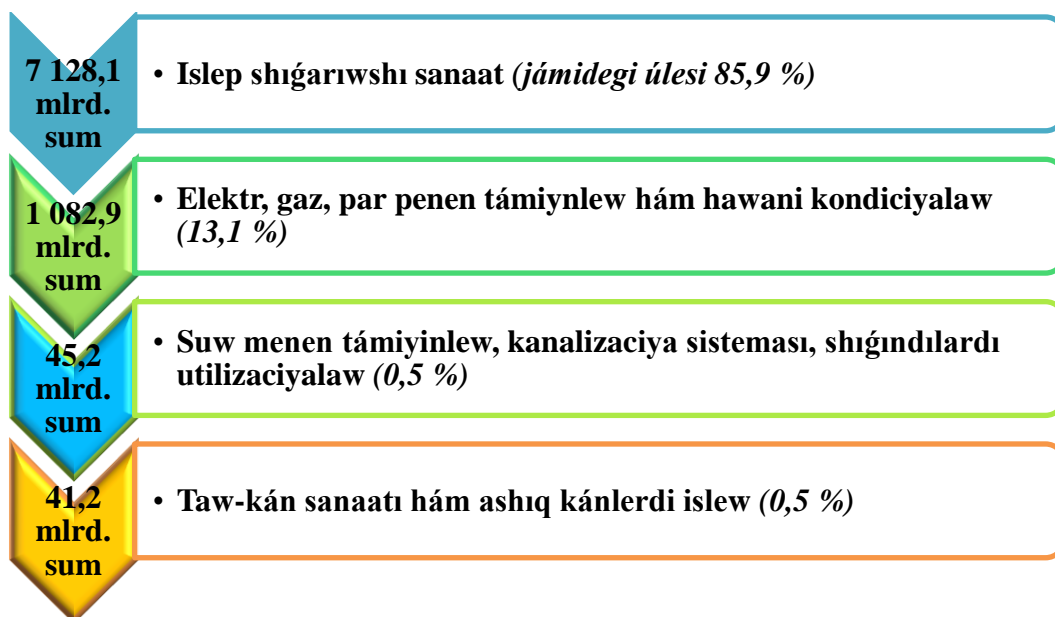 7 128,1
mlrd.
sum
• Islep shıǵarıwshı sanaat (jámidegi úlesi 85,9 %)
1 082,9
mlrd.
sum
• Elektr, gaz, par penen támiynlew hám hawani kondiciyalaw
(13,1 %)
45,2
mlrd.
sum
• Suw menen támiyinlew, kanalizaciya sisteması, shıǵındılardı
utilizaciyalaw (0,5 %)
41,2
mlrd.
sum
• Taw-kán sanaatı hám ashıq kánlerdi islew (0,5 %)